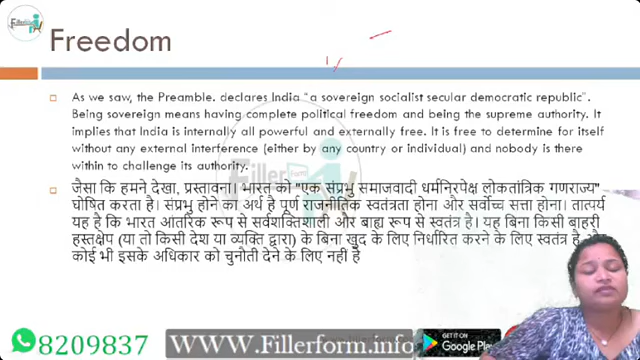 Fillerform
Freedom
As we saw, the Preamble. declares India "a sovereign socialist secular democratic republic".
Being sovereign means having complete political freedom and being the supreme authority. It
implies that India is internally all powerful and externally free. It is free to determine for itself
without any external interference (either by any country or individual) and nobody is there
within to challenge its authority.
जैसा कि हमने देखा, प्रस्तावना। भारत को "एक संप्रभु समाजवादी धर्मनिरपेक्ष लोकतांत्रिक गणराज्य"
घोषित करता है। संप्रभु होने का अर्थ है पूर्ण राजनीतिक स्वतंत्रता होना और सर्वोच्च सत्ता होना। तात्पर्य
यह है कि भारत आंतरिक रूप से सर्वशक्तिशाली और बाह्य रूप से स्वतंत्र है। यह बिना किसी बाहरी
हस्तक्षेप (या तो किसी देश या व्यक्ति द्वारा) के बिना खुद के लिए निर्धारित करने के लिए स्वतंत्र है,
कोई भी इसके अधिकार को चुनौती देने के लिए नहीं है
8209837
WWW.Fillerform.info
GET IT ON
Google Play